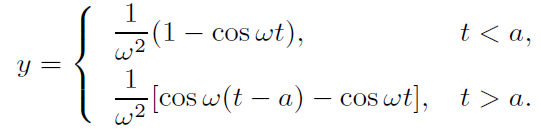 y = { 1/ω² (1 − cos ωt), t < a,
1/ω² [cos ω(t − a) − cos ωt], t > a.